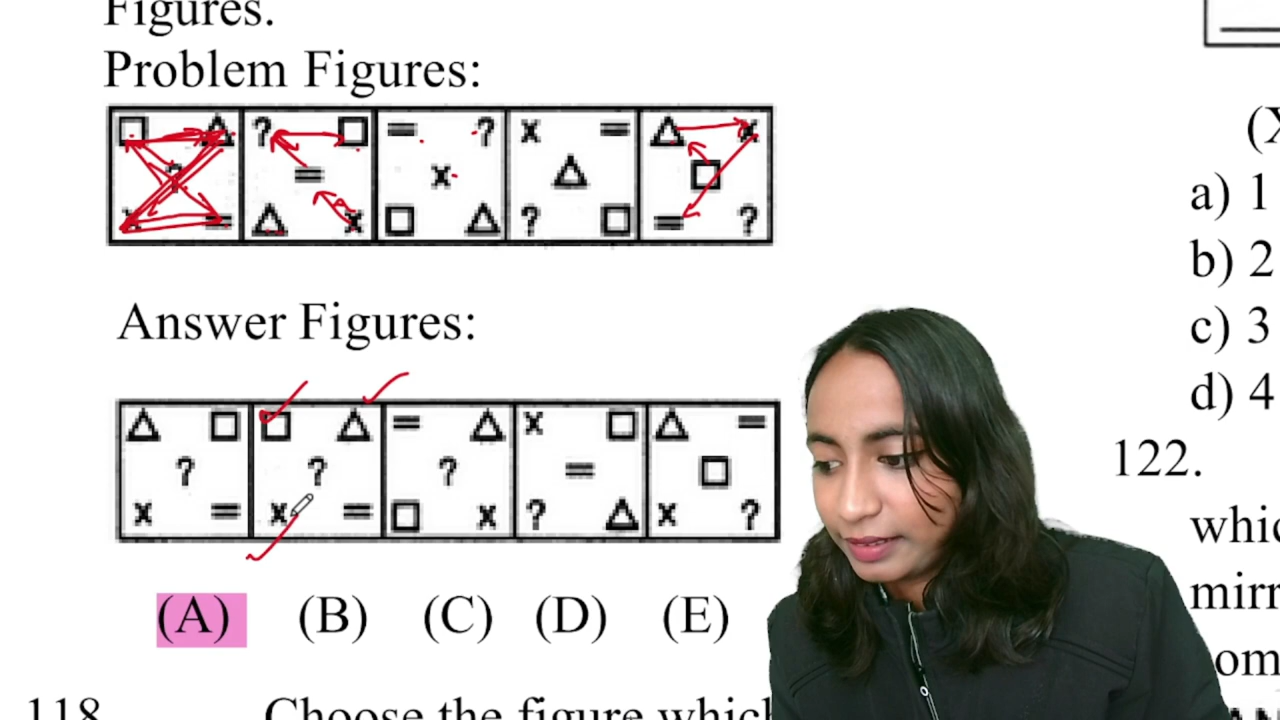 Figures.
Problem Figures:
? = ? x = ? x = ? x = ?
Answer Figures:
? x = ? x = = ? x x = ? = x ?
(A) (B) (C) (D) (E)
118. Choose the figure which
(X
a) 1
b) 2
c) 3
d) 4
122.
whic
mirr
om